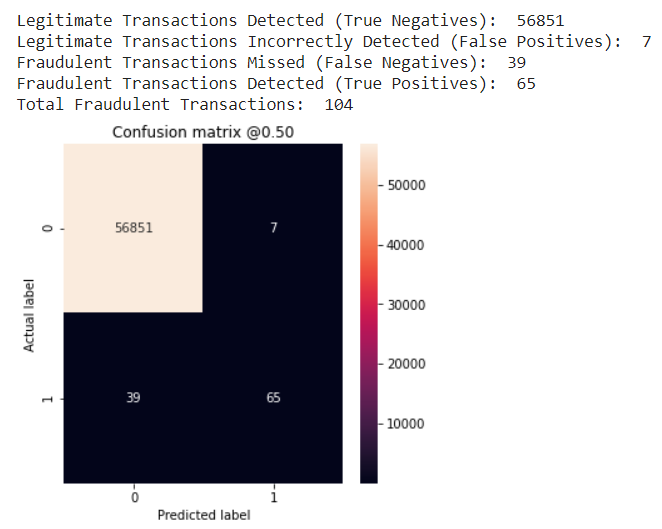 Legitimate Transactions Detected (True Negatives):  56851
Legitimate Transactions Incorrectly Detected (False Positives):  7
Fraudulent Transactions Missed (False Negatives):  39
Fraudulent Transactions Detected (True Positives):  65
Total Fraudulent Transactions:  104
Confusion matrix @0.50
Actual label
0
1
56851
7
39
65
0
1
Predicted label
50000
40000
30000
20000
10000